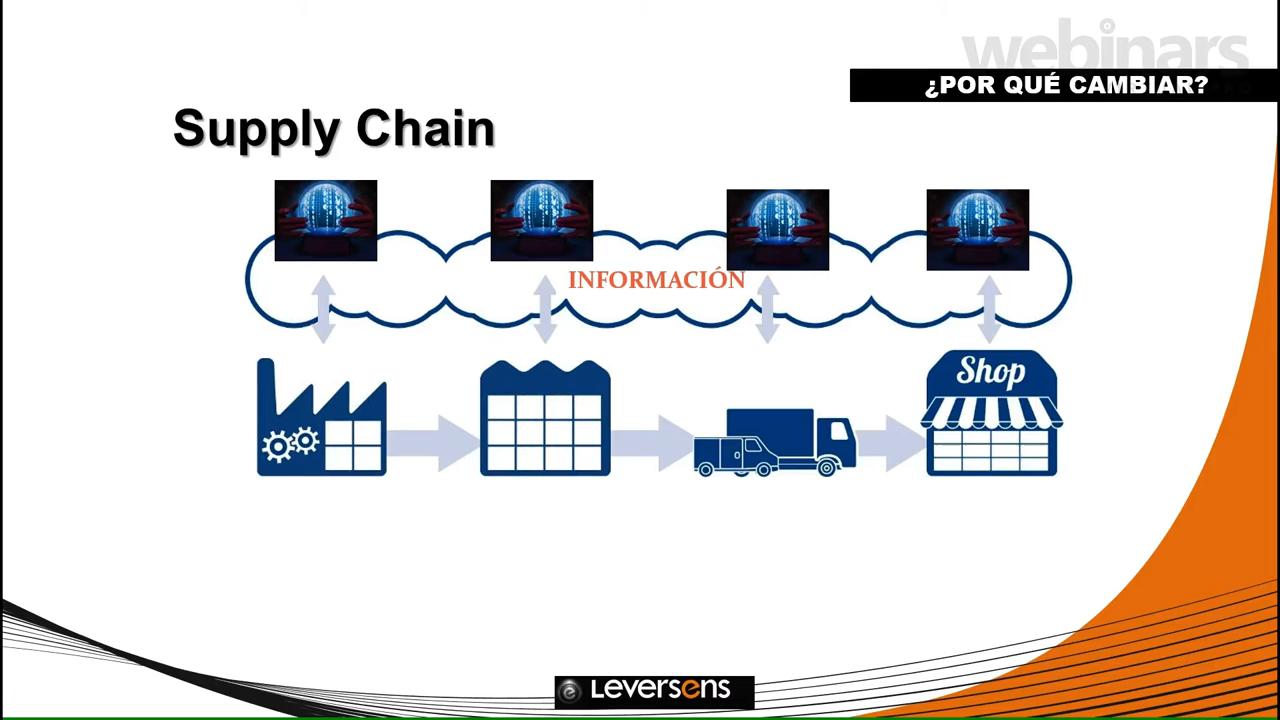 webinars
¿POR QUÉ CAMBIAR?
Supply Chain
INFORMACIÓN
Shop
LEVERSENS